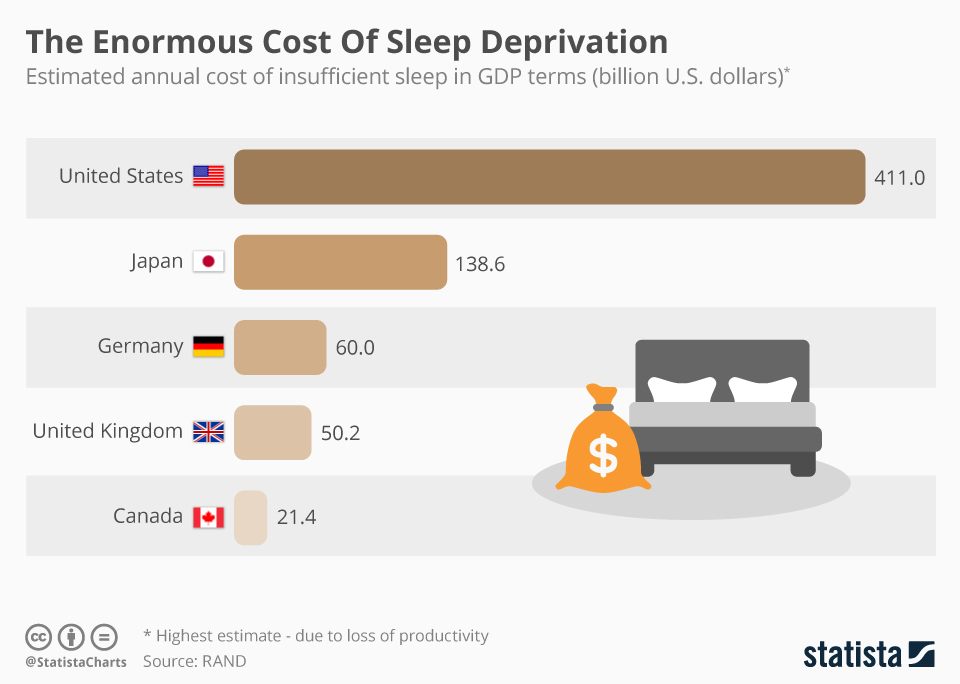 The Enormous Cost Of Sleep Deprivation
Estimated annual cost of insufficient sleep in GDP terms (billion U.S. dollars)*
United States 411.0
Japan 138.6
Germany 60.0
United Kingdom 50.2
Canada 21.4
$
cc =
@StatistaCharts
* Highest estimate - due to loss of productivity
Source: RAND
statista